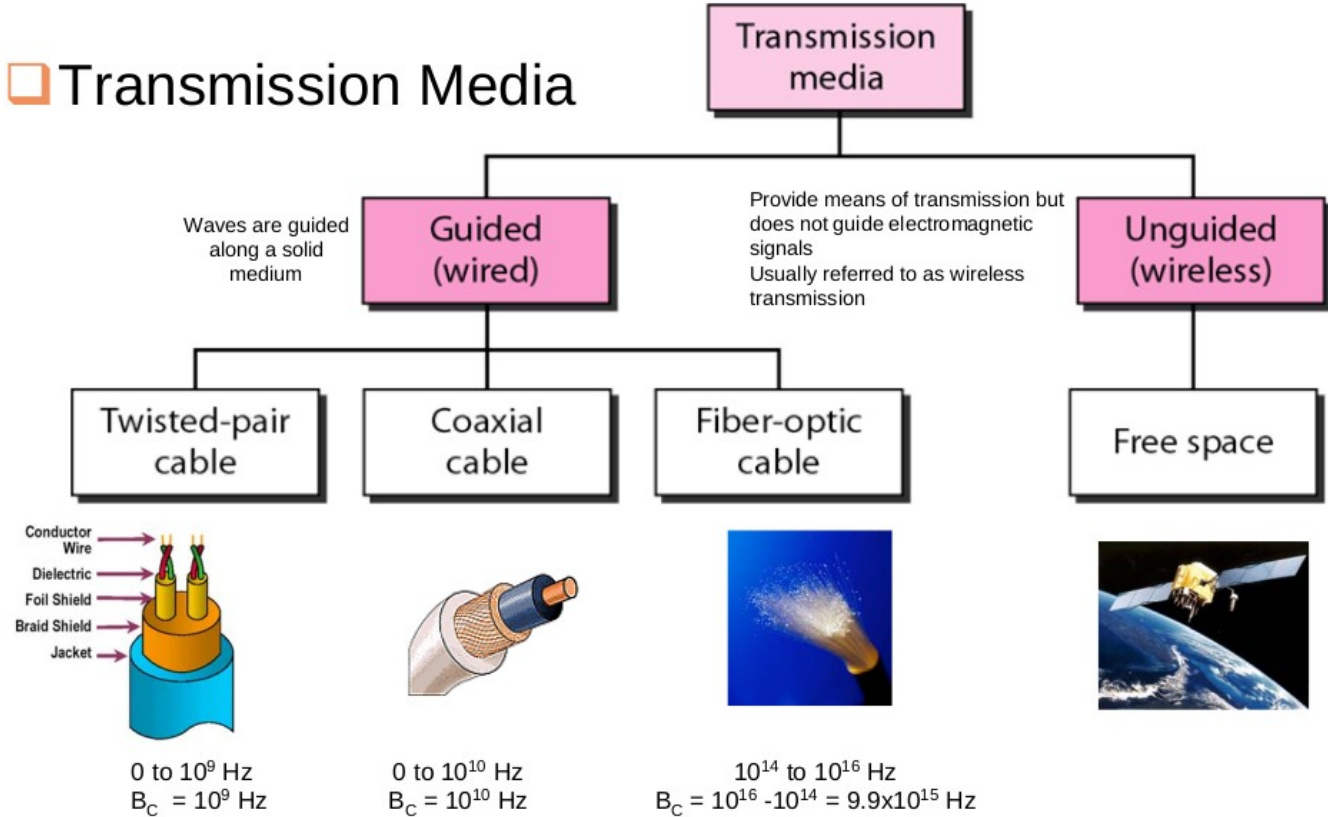 Transmission Media
Transmission
media
Waves are guided
along a solid
medium
Guided
(wired)
Provide means of transmission but
does not guide electromagnetic
signals
Usually referred to as wireless
transmission
Unguided
(wireless)
Twisted-pair
cable
Coaxial
cable
Fiber-optic
cable
Free space
Conductor
Wire
Dielectric
Foil Shield
Braid Shield
Jacket
0 to 10⁹ Hz
B_C = 10⁹ Hz
0 to 10¹⁰ Hz
B_C = 10¹⁰ Hz
10¹⁴ to 10¹⁶ Hz
B_C = 10¹⁶ -10¹⁴ = 9.9x10¹⁵ Hz